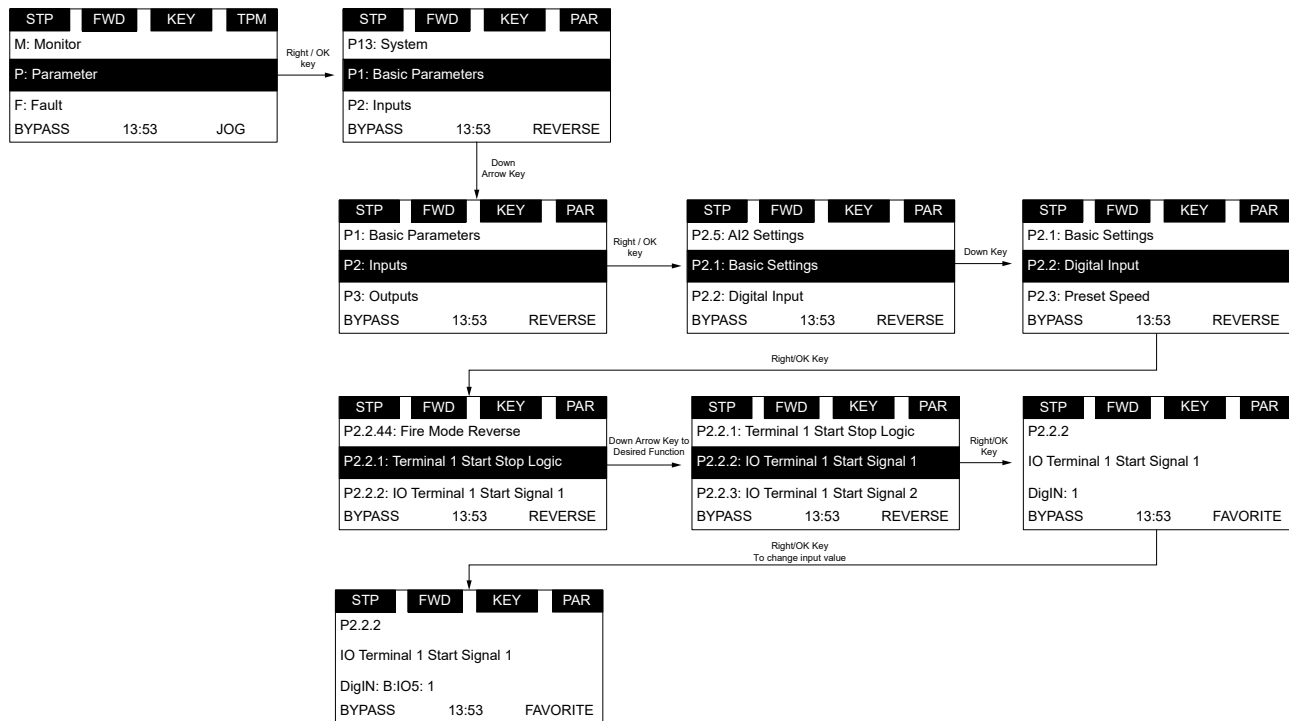 STP FWD KEY TPM
M: Monitor
P: Parameter
F: Fault
BYPASS 13:53 JOG
Right / OK
key
STP FWD KEY PAR
P13: System
P1: Basic Parameters
P2: Inputs
BYPASS 13:53 REVERSE
Down
Arrow Key
STP FWD KEY PAR
P1: Basic Parameters
P2: Inputs
P3: Outputs
BYPASS 13:53 REVERSE
Right / OK
key
STP FWD KEY PAR
P2.5: AI2 Settings
P2.1: Basic Settings
P2.2: Digital Input
BYPASS 13:53 REVERSE
Down Key
STP FWD KEY PAR
P2.1: Basic Settings
P2.2: Digital Input
P2.3: Preset Speed
BYPASS 13:53 REVERSE
Right/OK Key
STP FWD KEY PAR
P2.2.44: Fire Mode Reverse
P2.2.1: Terminal 1 Start Stop Logic
P2.2.2: IO Terminal 1 Start Signal 1
BYPASS 13:53 REVERSE
Down Arrow Key to
Desired Function
STP FWD KEY PAR
P2.2.1: Terminal 1 Start Stop Logic
P2.2.2: IO Terminal 1 Start Signal 1
P2.2.3: IO Terminal 1 Start Signal 2
BYPASS 13:53 REVERSE
Right/OK
Key
STP FWD KEY PAR
P2.2.2
IO Terminal 1 Start Signal 1
DigIN: 1
BYPASS 13:53 FAVORITE
Right/OK Key
To change input value
STP FWD KEY PAR
P2.2.2
IO Terminal 1 Start Signal 1
DigIN: B:IO5: 1
BYPASS 13:53 FAVORITE